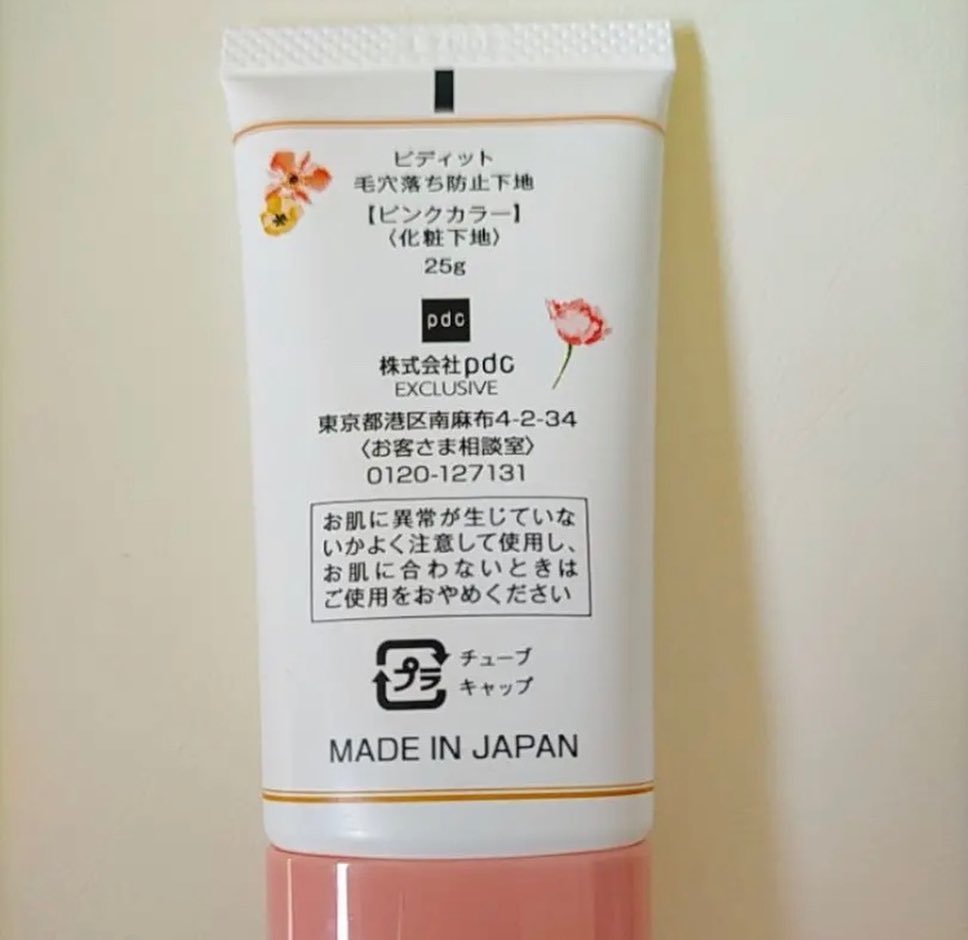 ピディット
毛穴落ち防止下地
【ピンクカラー】
〈化粧下地〉
25g
pdc
株式会社pdc
EXCLUSIVE
東京都港区南麻布4-2-34
〈お客さま相談室〉
0120-127131
お肌に異常が生じていな
いかよく注意して使用し、
お肌に合わないときは
ご使用をおやめください
プラ チューブ
キャップ
MADE IN JAPAN